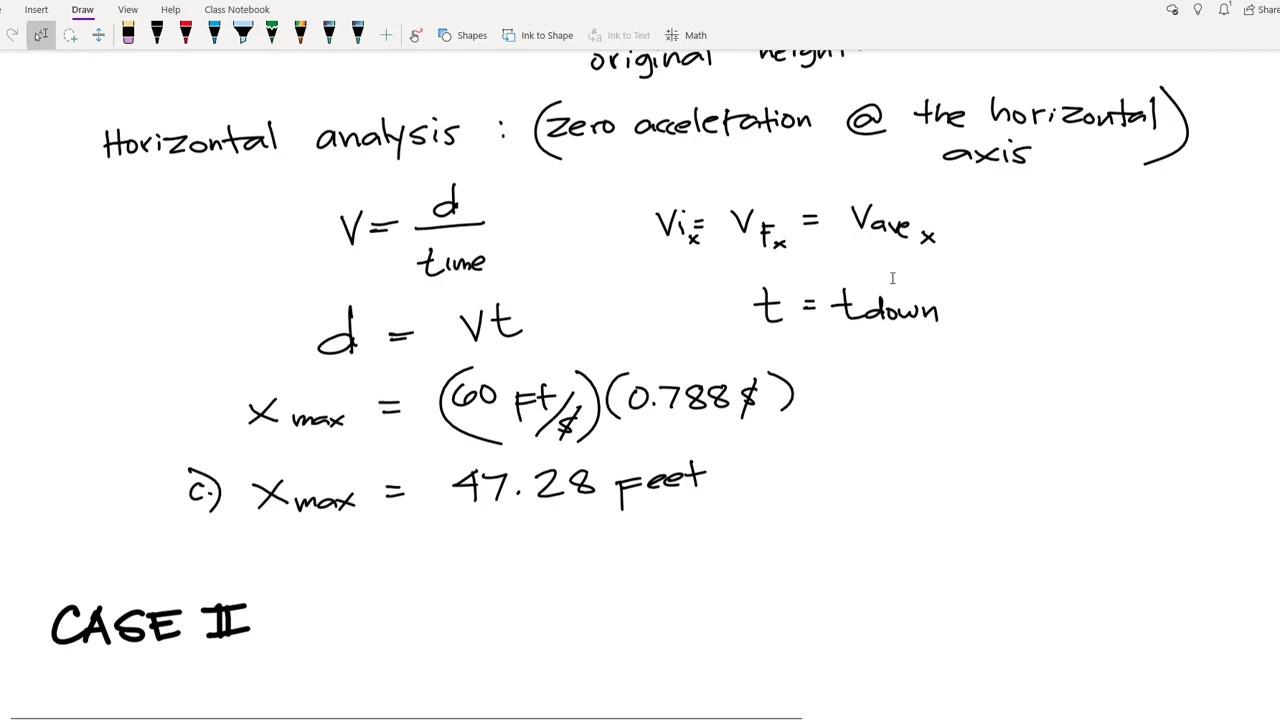 Insert Draw View Help Class Notebook Share
Shapes Ink to Shape Ink to Text Math
original height
Horizontal analysis : (zero acceleration @ the horizontal
axis)
V = d / time
Vix = VFx = Vave x
t = tdown
d = Vt
X max = (60 Ft/s)(0.788 s)
c.) Xmax = 47.28 Feet
CASE II